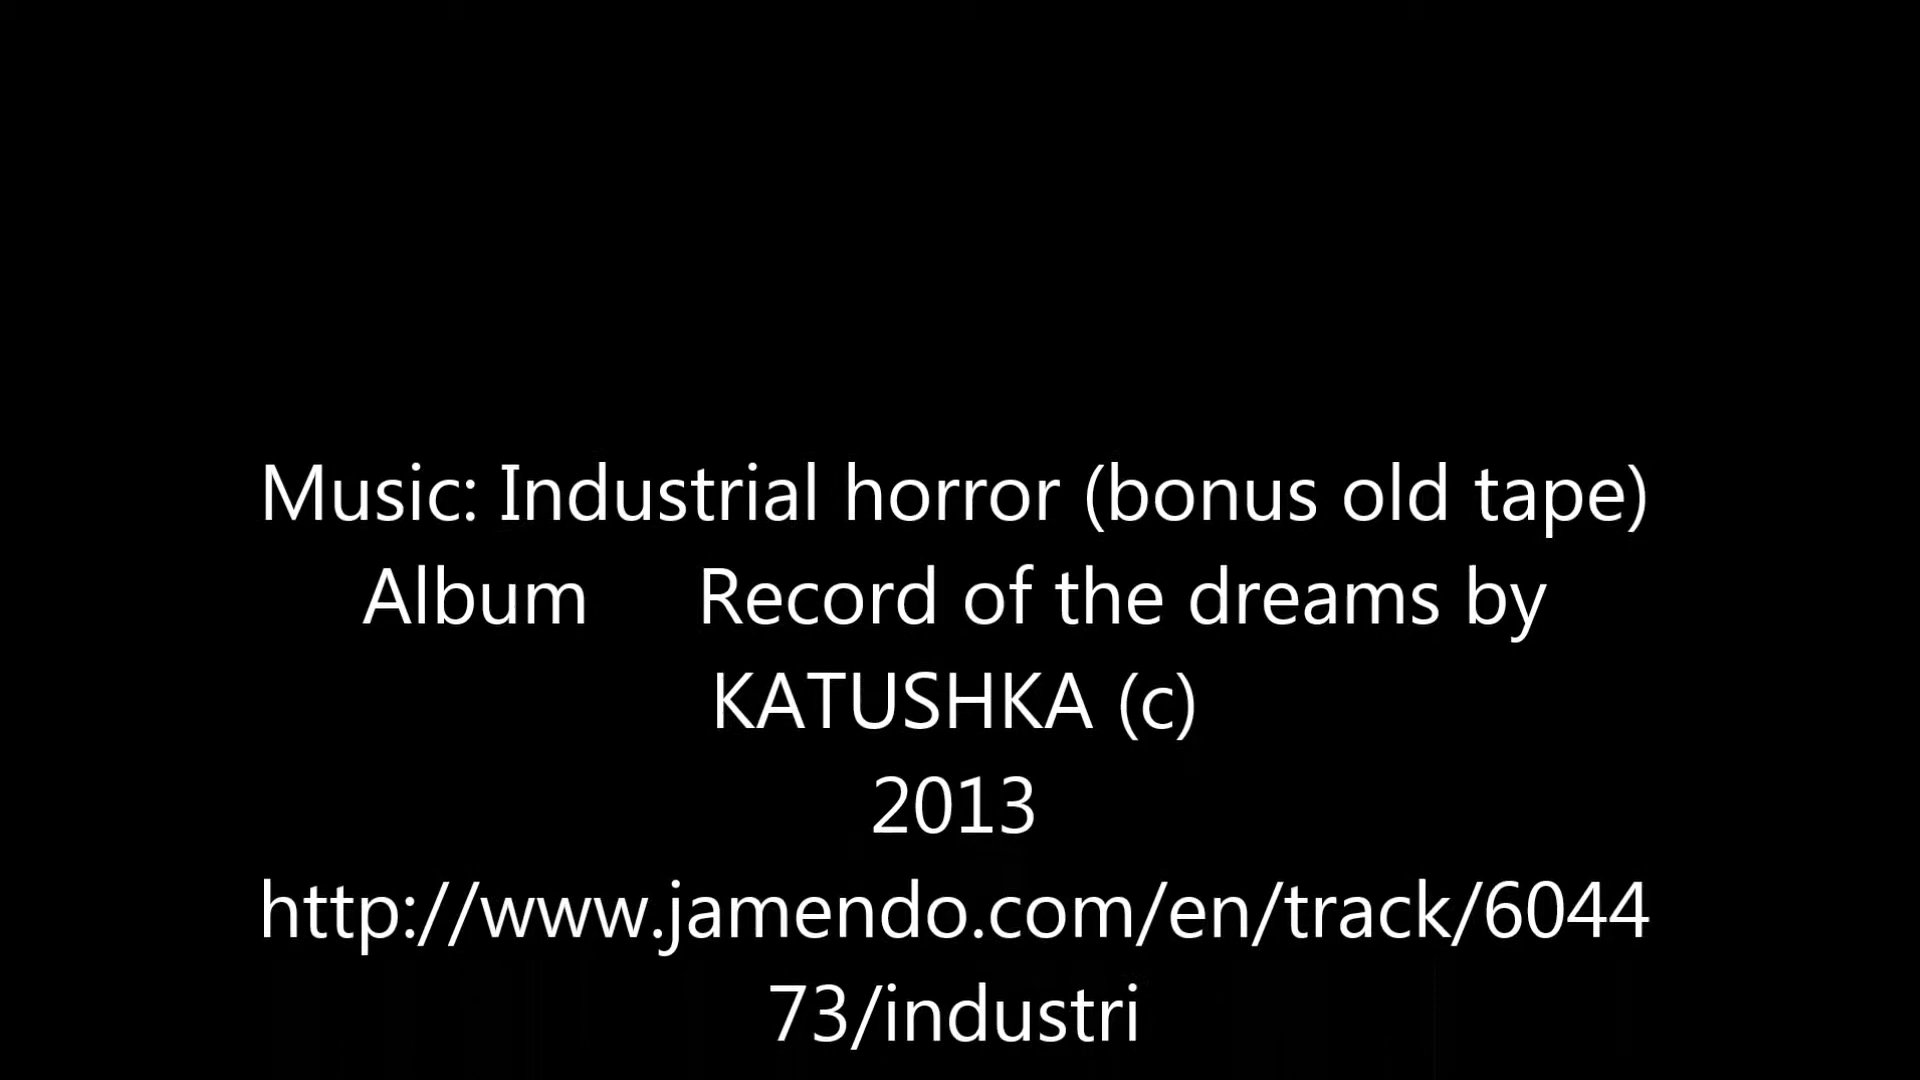 Music: Industrial horror (bonus old tape)
Album Record of the dreams by
KATUSHKA (c)
2013
http://www.jamendo.com/en/track/6044
73/industri